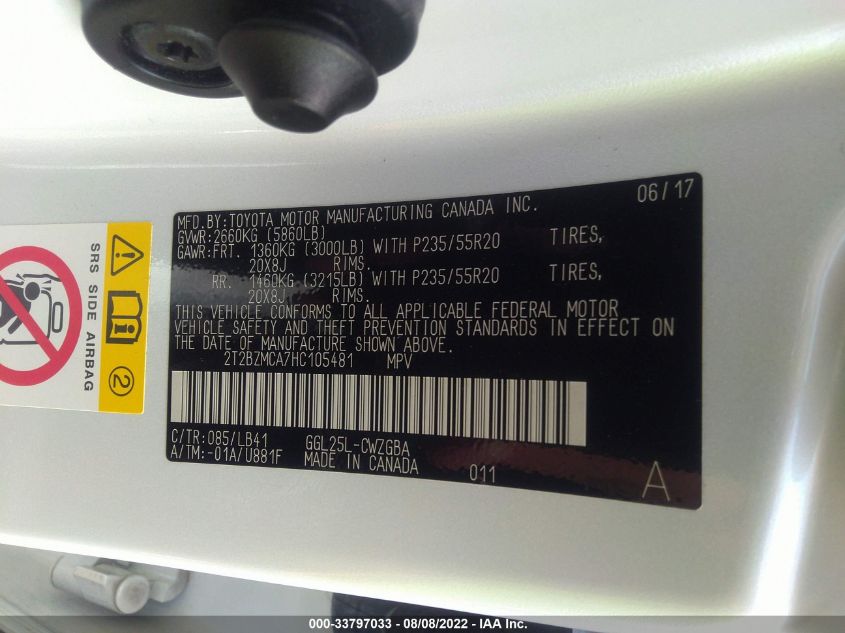 06/17
MFD.BY:TOYOTA MOTOR MANUFACTURING CANADA INC.
GVWR:2660KG (5860LB)
GAWR:FRT. 1360KG (3000LB) WITH P235/55R20 TIRES,
20X8J RIMS.
RR. 1460KG (3215LB) WITH P235/55R20 TIRES,
20X8J RIMS.
THIS VEHICLE CONFORMS TO ALL APPLICABLE FEDERAL MOTOR
VEHICLE SAFETY AND THEFT PREVENTION STANDARDS IN EFFECT ON
THE DATE OF MANUFACTURE SHOWN ABOVE.
2T2BZMCA7HC105481 MPV
C/TR:085/LB41 GGL25L-CWZGBA
A/TM:-01A/U881F MADE IN CANADA 011 A
SRS SIDE AIRBAG
2
000-33797033 - 08/08/2022 - IAA Inc.